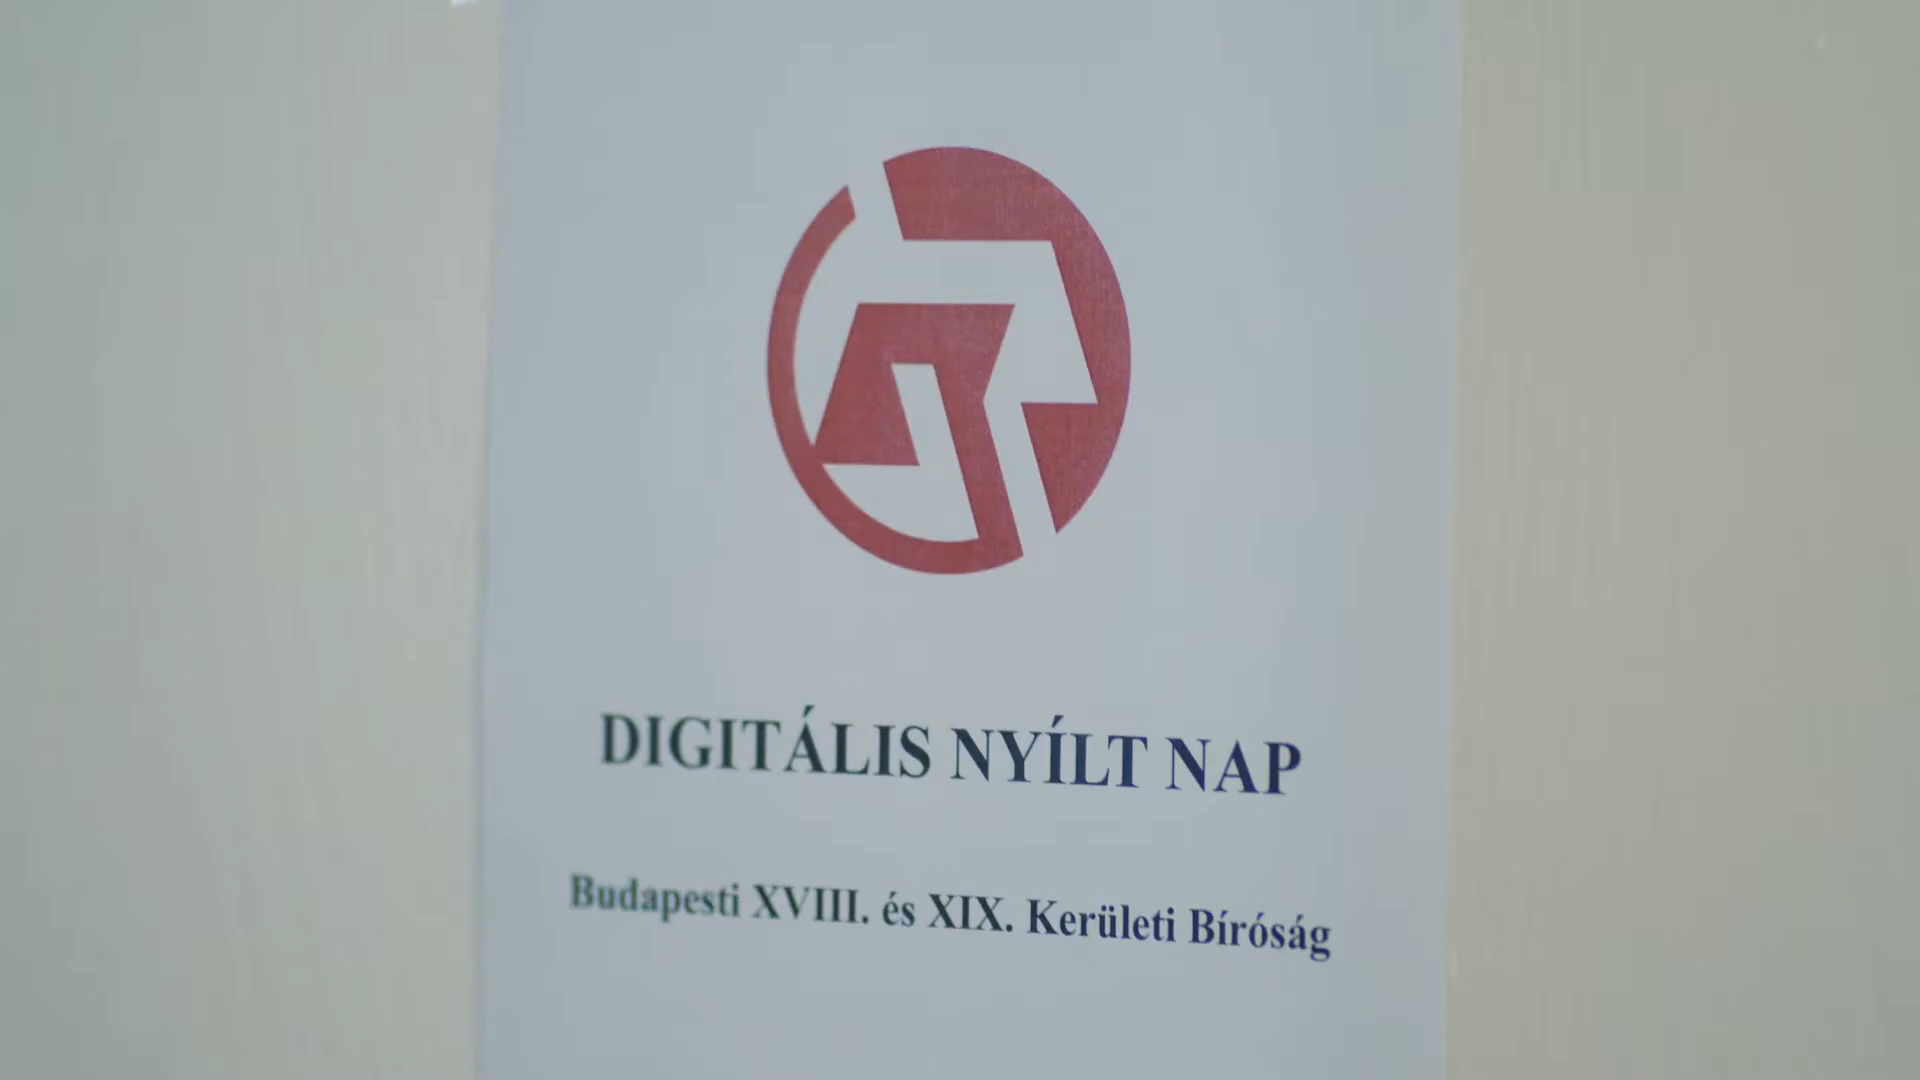 DIGITÁLIS NYÍLT NAP
Budapesti XVIII. és XIX. Kerületi Bíróság